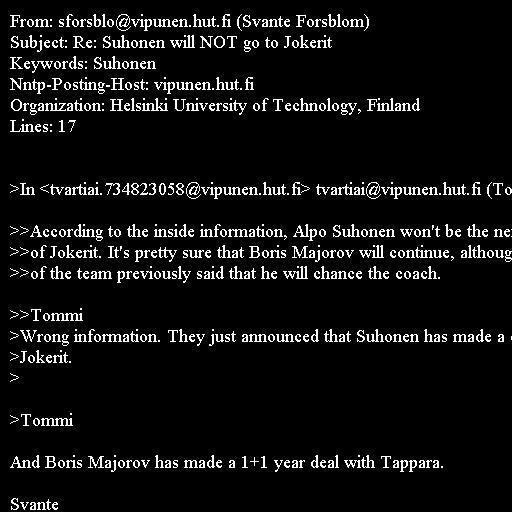 From: sforsblo@vipunen.hut.fi (Svante Forsblom)
Subject: Re: Suhonen will NOT go to Jokerit
Keywords: Suhonen
Nntp-Posting-Host: vipunen.hut.fi
Organization: Helsinki University of Technology, Finland
Lines: 17
>In <tvartiai.734823058@vipunen.hut.fi> tvartiai@vipunen.hut.fi (To
>>According to the inside information, Alpo Suhonen won't be the
>>of Jokerit. It's pretty sure that Boris Majorov will continue,
>>of the team previously said that he will chance the coach.
>>Tommi
>Wrong information. They just announced that Suhonen has made a
>Jokerit.
>
>Tommi
And Boris Majorov has made a 1+1 year deal with Tappara.
Svante